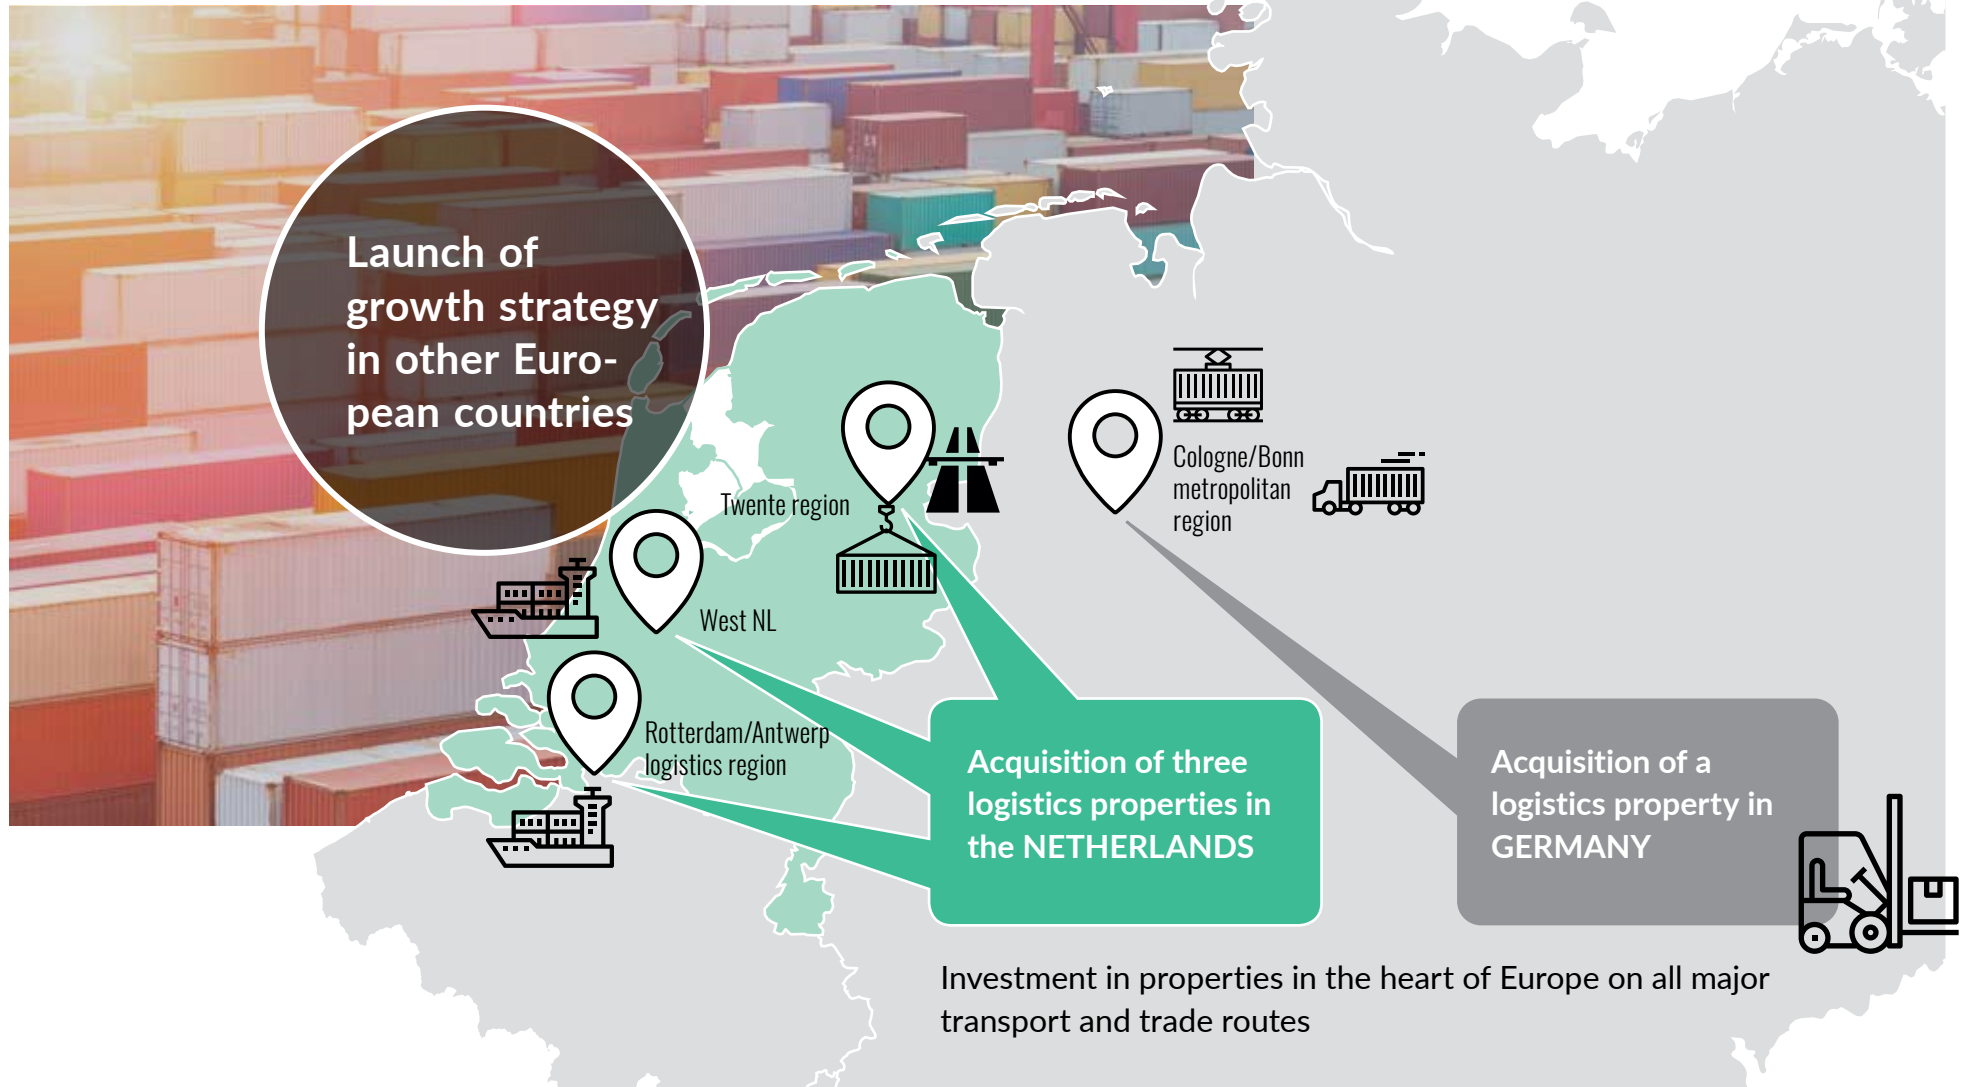 Launch of
growth strategy
in other Euro-
pean countries
Twente region
West NL
Rotterdam/Antwerp
logistics region
Cologne/Bonn
metropolitan
region
Acquisition of three
logistics properties in
the NETHERLANDS
Acquisition of a
logistics property in
GERMANY
Investment in properties in the heart of Europe on all major
transport and trade routes